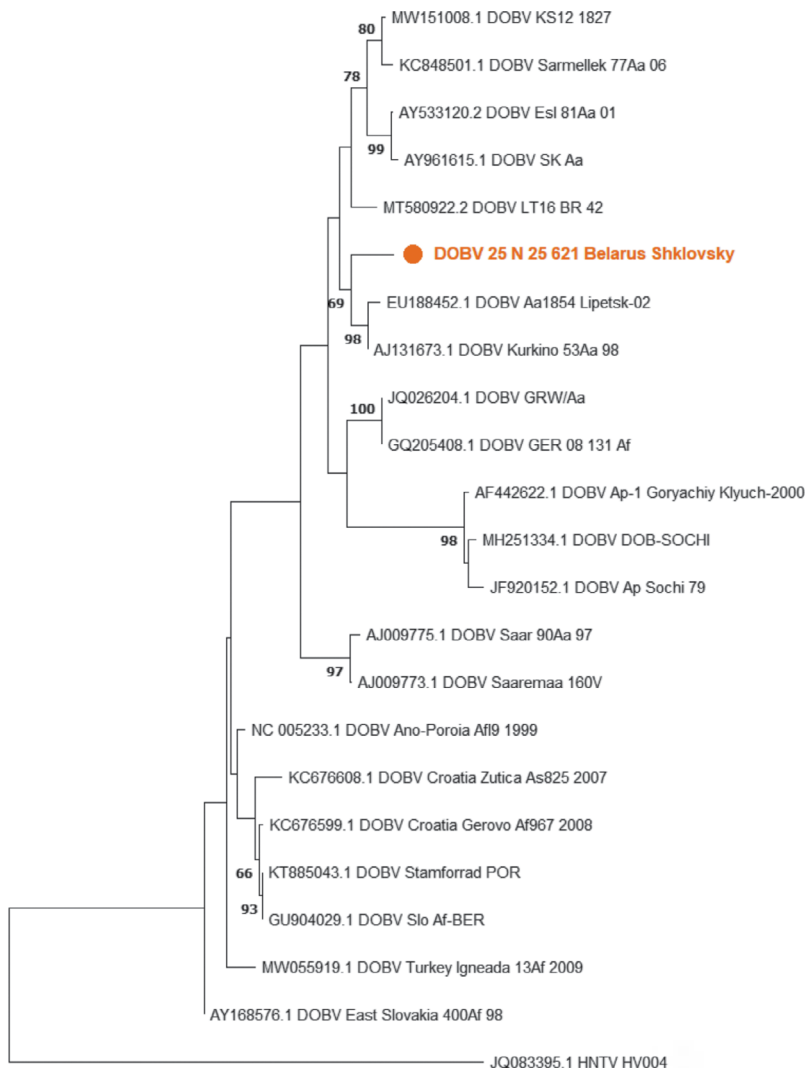 MW151008.1 DOBV KS12 1827
80
KC848501.1 DOBV Sarmellek 77Aa 06
78
AY533120.2 DOBV Esl 81Aa 01
99
AY961615.1 DOBV SK Aa
MT580922.2 DOBV LT16 BR 42
DOBV 25 N 25 621 Belarus Shklovsky
69
EU188452.1 DOBV Aa1854 Lipetsk-02
98
AJ131673.1 DOBV Kurkino 53Aa 98
JQ026204.1 DOBV GRW/Aa
100
GQ205408.1 DOBV GER 08 131 Af
AF442622.1 DOBV Ap-1 Goryachiy Klyuch-2000
98
MH251334.1 DOBV DOB-SOCHI
JF920152.1 DOBV Ap Sochi 79
AJ009775.1 DOBV Saar 90Aa 97
97
AJ009773.1 DOBV Saaremaa 160V
NC 005233.1 DOBV Ano-Poroia Afl9 1999
KC676608.1 DOBV Croatia Zutica As825 2007
KC676599.1 DOBV Croatia Gerovo Af967 2008
66
KT885043.1 DOBV Stamforrad POR
93
GU904029.1 DOBV Slo Af-BER
MW055919.1 DOBV Turkey Igneada 13Af 2009
AY168576.1 DOBV East Slovakia 400Af 98
JQ083395.1 HNTV HV004